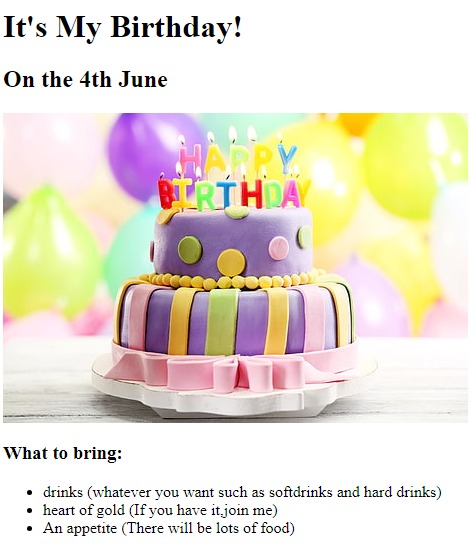 It's My Birthday!
On the 4th June
HAPPY
BIRTHDAY
What to bring:
drinks (whatever you want such as softdrinks and hard drinks)
heart of gold (If you have it,join me)
An appetite (There will be lots of food)